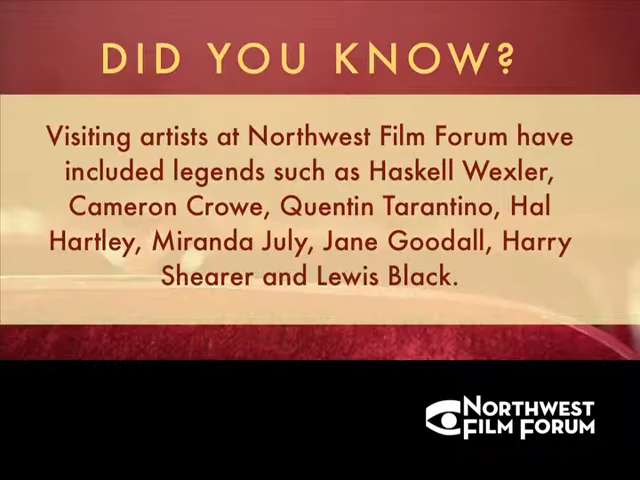 DID YOU KNOW?
Visiting artists at Northwest Film Forum have
included legends such as Haskell Wexler,
Cameron Crowe, Quentin Tarantino, Hal
Hartley, Miranda July, Jane Goodall, Harry
Shearer and Lewis Black.
NORTHWEST
FILM FORUM